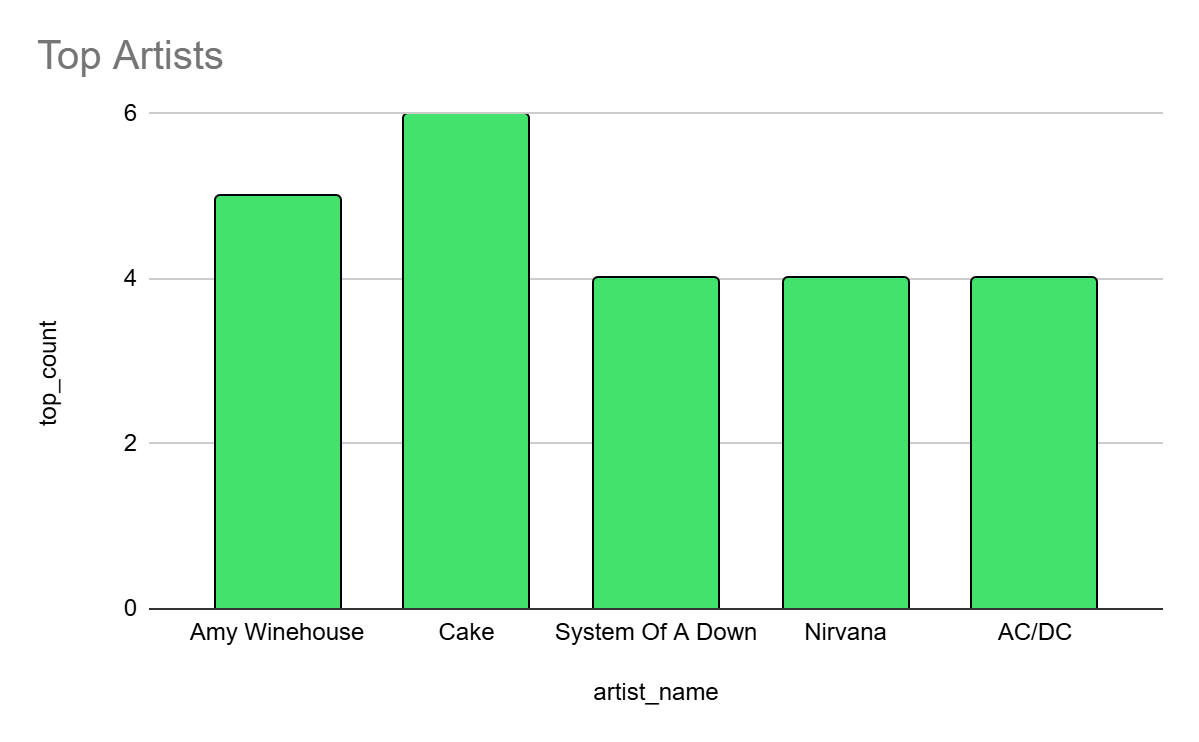 Top Artists
6
4
2
0
top_count
Amy Winehouse
Cake
System Of A Down
Nirvana
AC/DC
artist_name